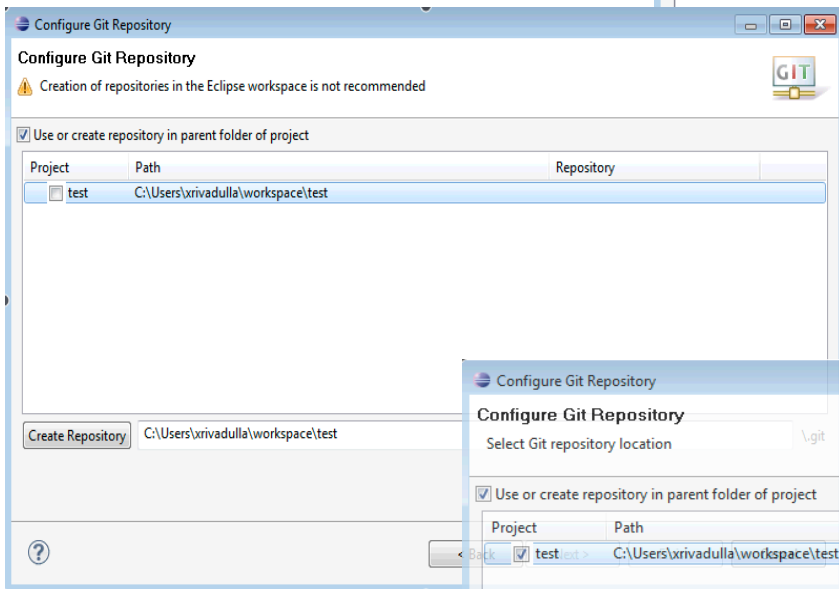 Configure Git Repository
Configure Git Repository
Creation of repositories in the Eclipse workspace is not recommended
GIT
Use or create repository in parent folder of project
Project Path Repository
test C:\Users\xrivadulla\workspace\test
Create Repository C:\Users\xrivadulla\workspace\test \.git
< Back Next >
Configure Git Repository
Configure Git Repository
Select Git repository location
Use or create repository in parent folder of project
Project Path
test C:\Users\xrivadulla\workspace\test